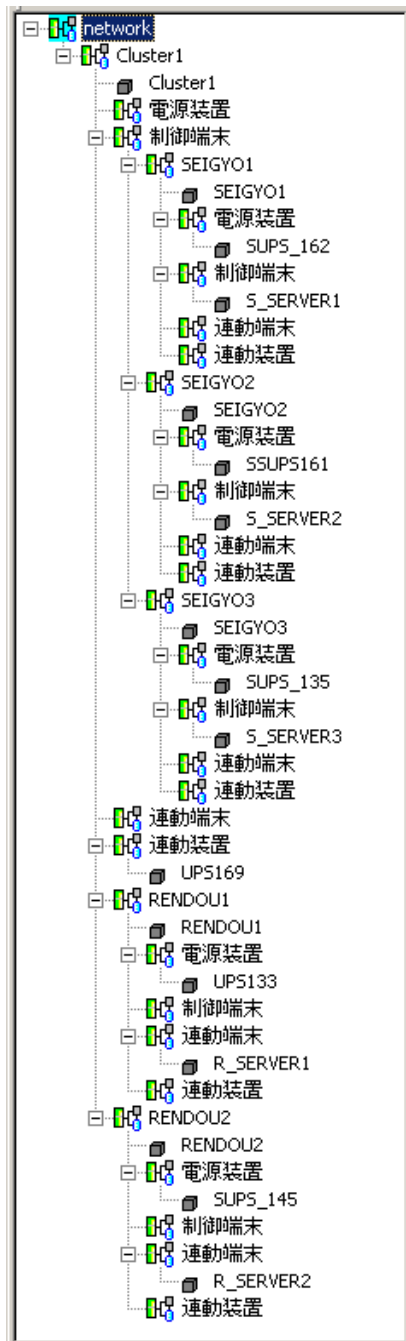 network
Cluster1
Cluster1
電源装置
制御端末
SEIGYO1
SEIGYO1
電源装置
SUPS_162
制御端末
S_SERVER1
連動端末
連動装置
SEIGYO2
SEIGYO2
電源装置
SSUPS161
制御端末
S_SERVER2
連動端末
連動装置
SEIGYO3
SEIGYO3
電源装置
SUPS_135
制御端末
S_SERVER3
連動端末
連動装置
連動端末
連動装置
UPS169
RENDOU1
RENDOU1
電源装置
UPS133
制御端末
連動端末
R_SERVER1
連動装置
RENDOU2
RENDOU2
電源装置
SUPS_145
制御端末
連動端末
R_SERVER2
連動装置